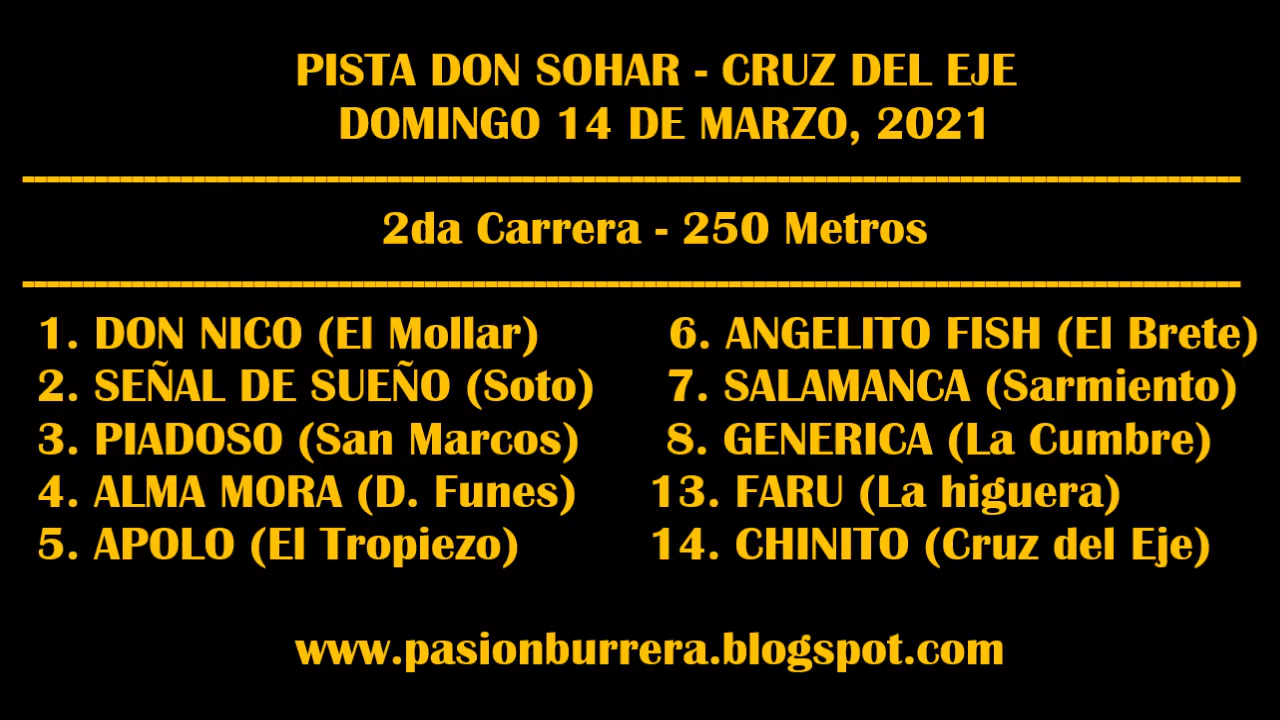 PISTA DON SOHAR - CRUZ DEL EJE
DOMINGO 14 DE MARZO, 2021
2da Carrera - 250 Metros
1. DON NICO (El Mollar)
2. SEÑAL DE SUEÑO (Soto)
3. PIADOSO (San Marcos)
4. ALMA MORA (D. Funes)
5. APOLO (El Tropiezo)
6. ANGELITO FISH (El Brete)
7. SALAMANCA (Sarmiento)
8. GENERICA (La Cumbre)
13. FARU (La higuera)
14. CHINITO (Cruz del Eje)
www.pasionburrera.blogspot.com